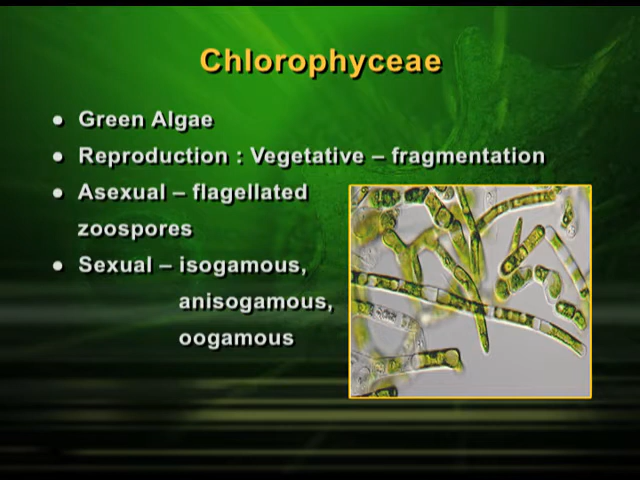 Chlorophyceae
• Green Algae
• Reproduction : Vegetative – fragmentation
• Asexual – flagellated
zoospores
• Sexual – isogamous,
anisogamous,
oogamous